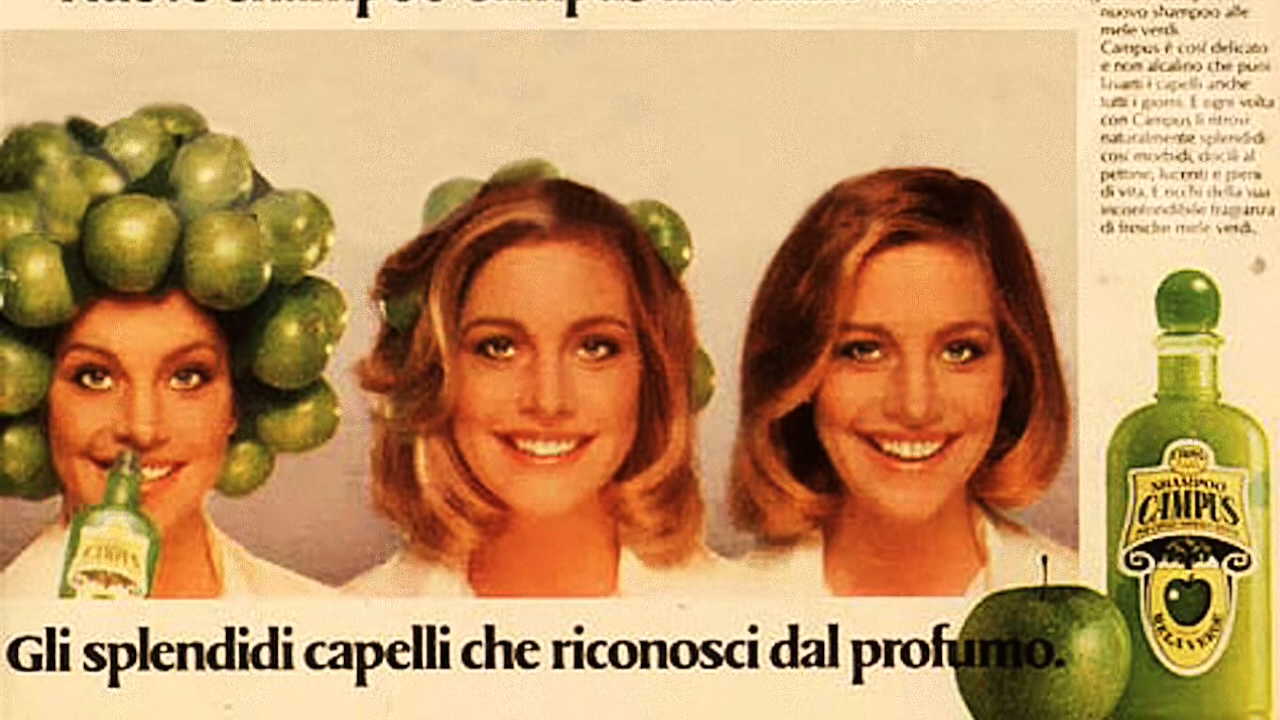 nuovo shampoo alle
mele verdi.
Campus è così delicato
e non alcalino che puoi
lavarti i capelli anche
tutti i giorni. E ogni volta
con Campus li ritrovi
naturalmente splendidi
così morbidi, docili al
pettine, lucenti e pieni
di vita. E ricchi della sua
inconfondibile fragranza
di fresche mele verdi.
SHAMPOO
CAMPUS
MELA VERDE
Gli splendidi capelli che riconosci dal profumo.